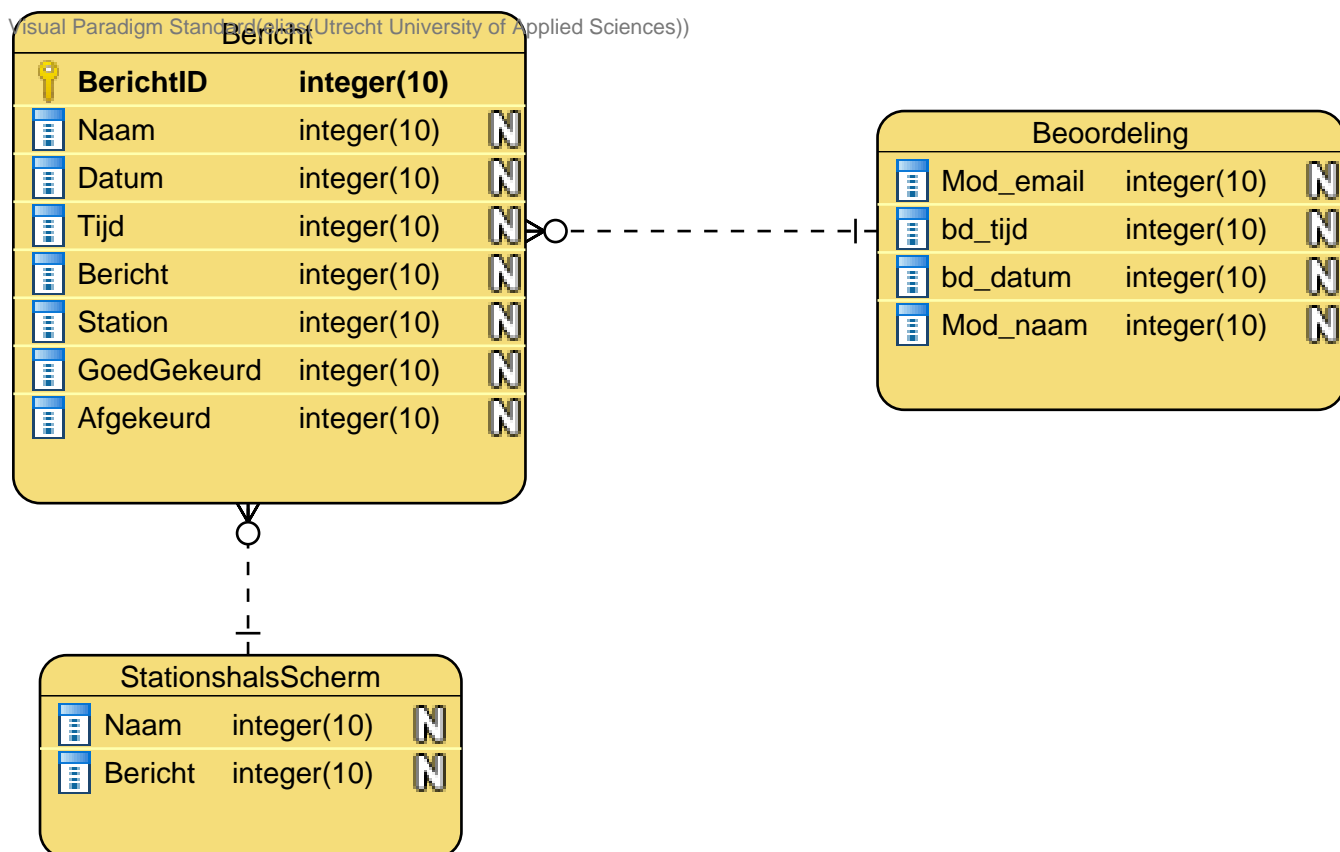 Visual Paradigm Standard(elias(Utrecht University of Applied Sciences))
Bericht
BerichtID integer(10)
Naam integer(10) N
Datum integer(10) N
Tijd integer(10) N
Bericht integer(10) N
Station integer(10) N
GoedGekeurd integer(10) N
Afgekeurd integer(10) N
Beoordeling
Mod_email integer(10) N
bd_tijd integer(10) N
bd_datum integer(10) N
Mod_naam integer(10) N
StationshalsScherm
Naam integer(10) N
Bericht integer(10) N